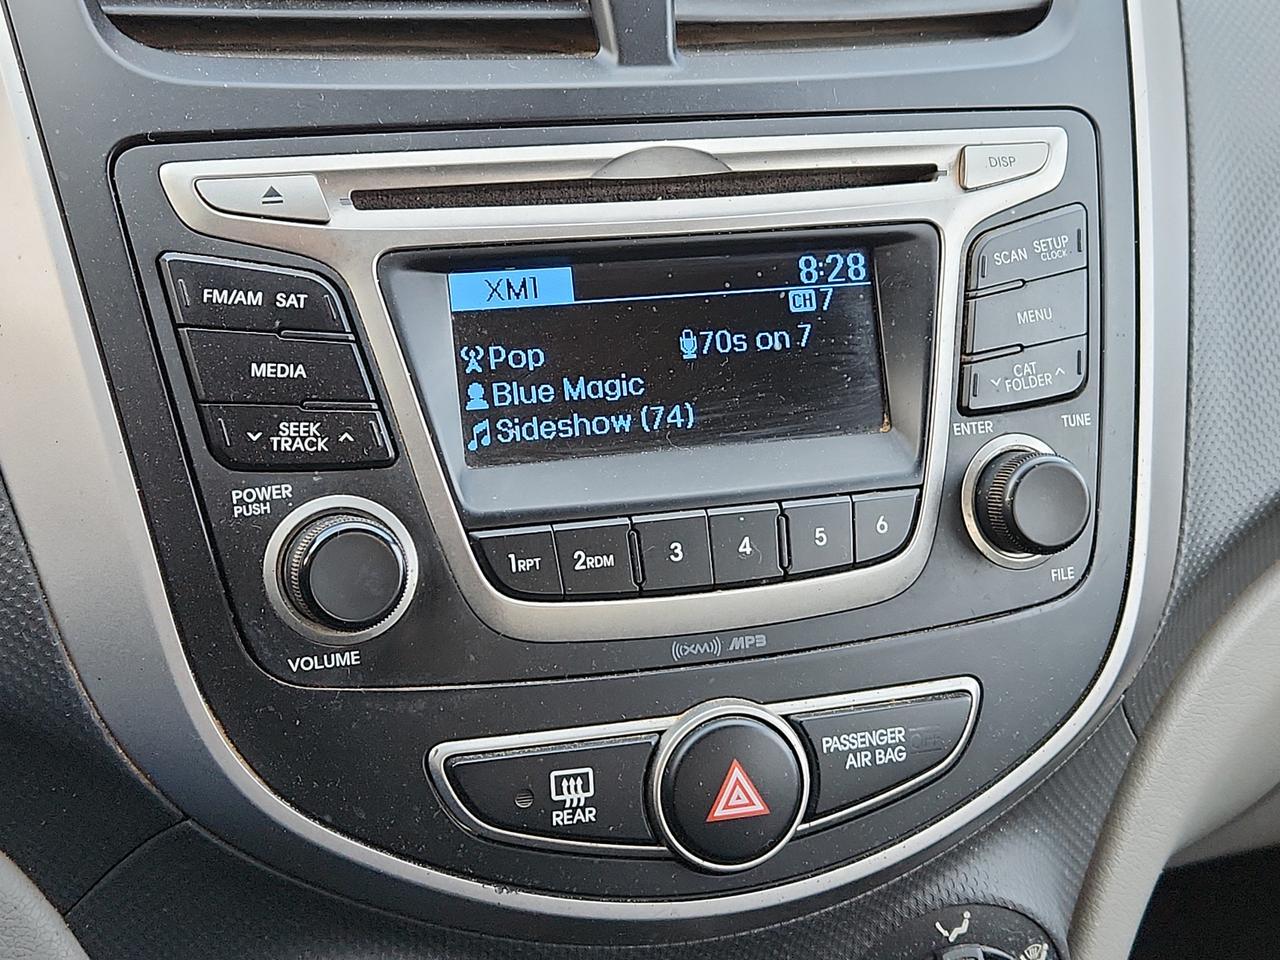 DISP
XM1
8:28
CH 7
Pop
70s on 7
Blue Magic
Sideshow (74)
FM/AM SAT
MEDIA
SEEK
TRACK
SCAN SETUP
CLOCK
MENU
CAT
FOLDER
POWER
PUSH
VOLUME
ENTER
TUNE
FILE
1RPT
2RDM
3
4
5
6
((XM)) MP3
REAR
PASSENGER
AIR BAG OFF